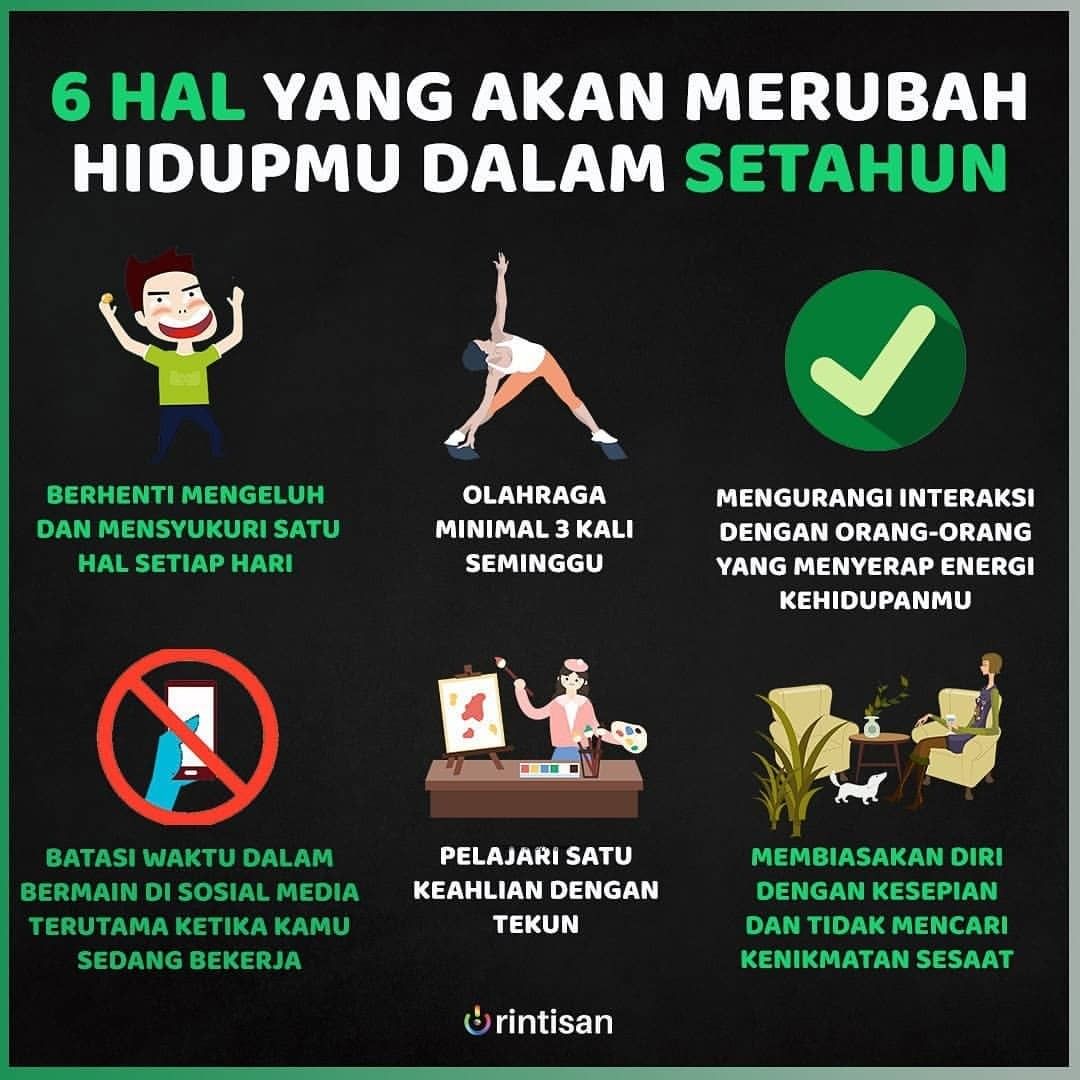 6 HAL YANG AKAN MERUBAH
HIDUPMU DALAM SETAHUN
BERHENTI MENGELUH
DAN MENSYUKURI SATU
HAL SETIAP HARI
OLAHRAGA
MINIMAL 3 KALI
SEMINGGU
MENGURANGI INTERAKSI
DENGAN ORANG-ORANG
YANG MENYERAP ENERGI
KEHIDUPANMU
BATASI WAKTU DALAM
BERMAIN DI SOSIAL MEDIA
TERUTAMA KETIKA KAMU
SEDANG BEKERJA
PELAJARI SATU
KEAHLIAN DENGAN
TEKUN
MEMBIASAKAN DIRI
DENGAN KESEPIAN
DAN TIDAK MENCARI
KENIKMATAN SESAAT
rintisan